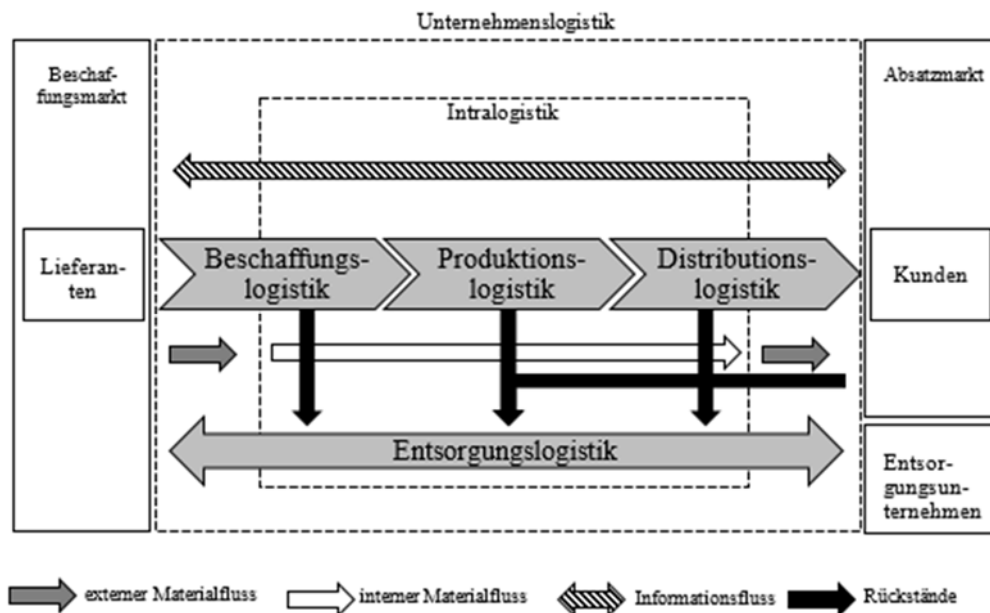 Unternehmenslogistik
Beschaf-
fungsmarkt
Absatzmarkt
Intralogistik
Lieferan-
ten
Beschaffungs-
logistik
Produktions-
logistik
Distributions-
logistik
Kunden
Entsorgungslogistik
Entsor-
gungsun-
ternehmen
externer Materialfluss
interner Materialfluss
Informationsfluss
Rückstände